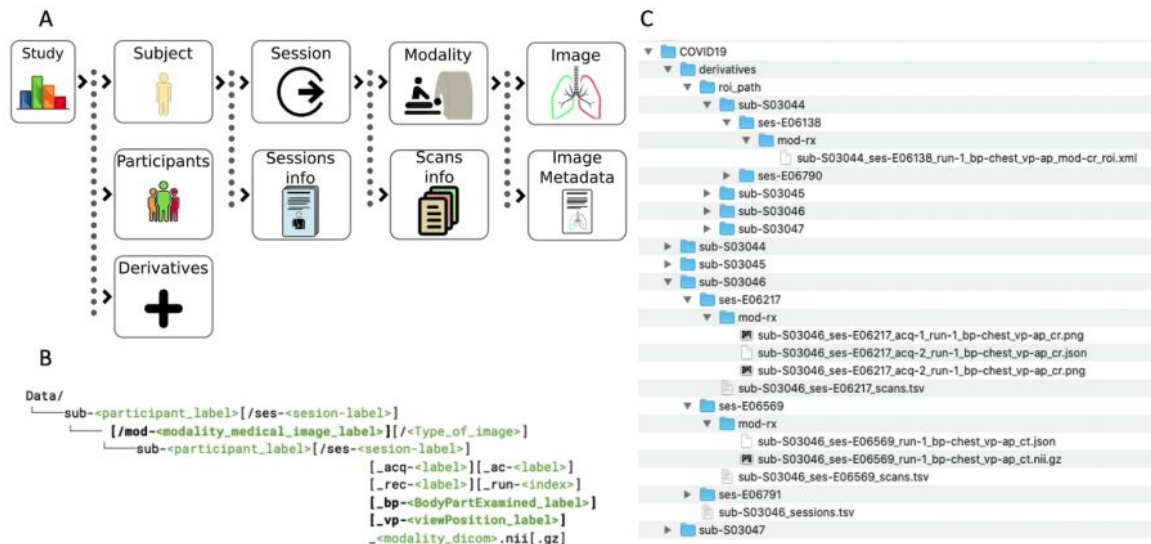 A
Study
Subject
Session
Modality
Image
Participants
Sessions
info
Scans
info
Image
Metadata
Derivatives
B
Data/
sub-<participant_label>[/ses-<sesion-label>]
[/mod-<modality_medical_image_label>][/<Type_of_image>]
sub-<participant_label>[/ses-<sesion-label>]
[_acq-<label>][_ac-<label>]
[_rec-<label>][_run-<index>]
[_bp-<BodyPartExamined_label>]
[_vp-<viewPosition_label>]
_<modality_dicom>.nii[.gz]
C
COVID19
derivatives
roi_path
sub-S03044
ses-E06138
mod-rx
sub-S03044_ses-E06138_run-1_bp-chest_vp-ap_mod-cr_roi.xml
ses-E06790
sub-S03045
sub-S03046
sub-S03047
sub-S03044
sub-S03045
sub-S03046
ses-E06217
mod-rx
sub-S03046_ses-E06217_acq-1_run-1_bp-chest_vp-ap_cr.png
sub-S03046_ses-E06217_acq-2_run-1_bp-chest_vp-ap_cr.json
sub-S03046_ses-E06217_acq-2_run-1_bp-chest_vp-ap_cr.png
sub-S03046_ses-E06217_scans.tsv
ses-E06569
mod-rx
sub-S03046_ses-E06569_run-1_bp-chest_vp-ap_ct.json
sub-S03046_ses-E06569_run-1_bp-chest_vp-ap_ct.nii.gz
sub-S03046_ses-E06569_scans.tsv
ses-E06791
sub-S03046_sessions.tsv
sub-S03047